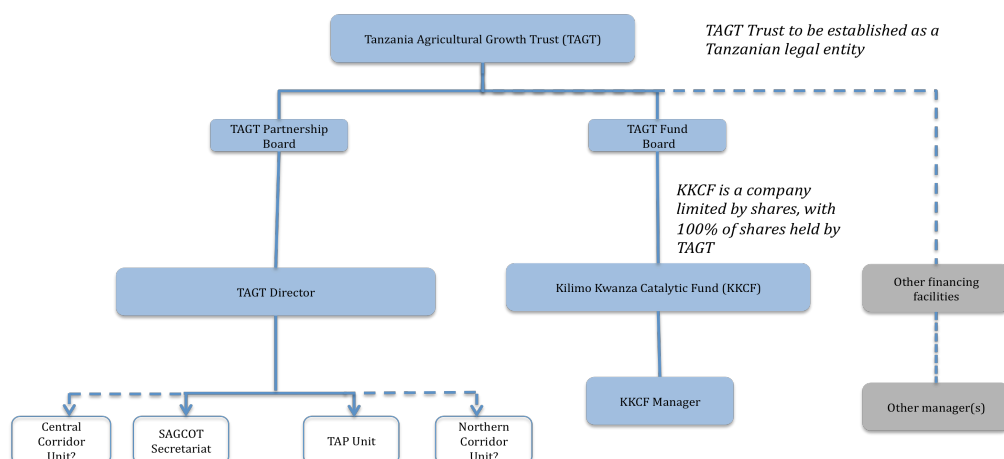 Tanzania Agricultural Growth Trust (TAGT)
TAGT Trust to be established as a
Tanzanian legal entity
TAGT Partnership
Board
TAGT Fund
Board
KKCF is a company
limited by shares, with
100% of shares held by
TAGT
TAGT Director
Kilimo Kwanza Catalytic Fund (KKCF)
Other financing
facilities
KKCF Manager
Other manager(s)
Central
Corridor
Unit?
SAGCOT
Secretariat
TAP Unit
Northern
Corridor
Unit?